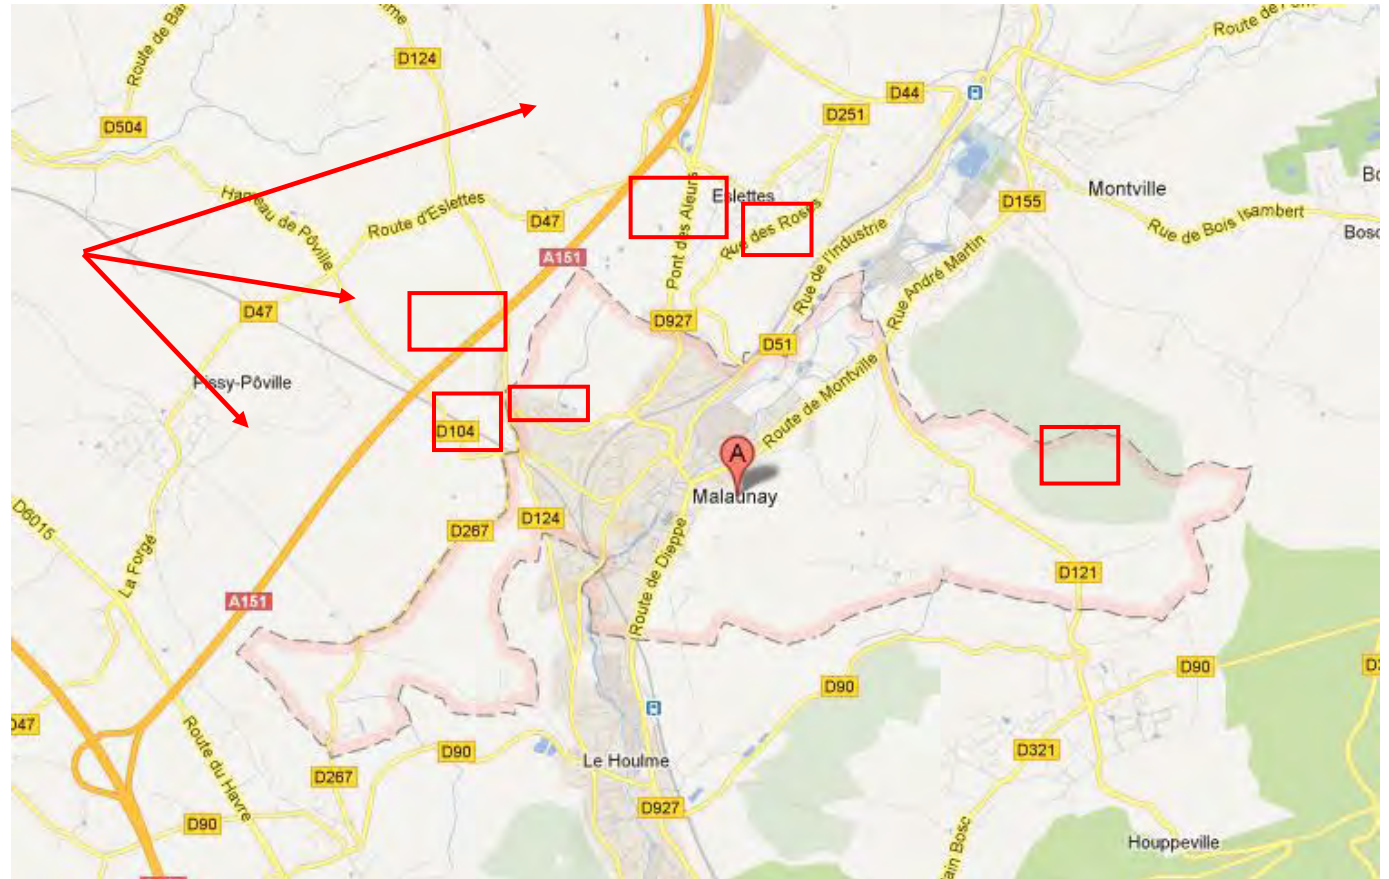 Route de
D124
D504
Route de
D44
D251
Hameau de Pôville
Route d'Eslettes
D47
Eslettes
Pont des Aleurs
Rue des Roses
Rue de l'Industrie
D155
Montville
Rue de Bois Isambert
A151
Rue André Martin
D47
D927
D51
Pissy-Pôville
Route de Montville
D104
A
Malaunay
D6015
D267
D124
La Forge
Route de Dieppe
D121
A151
D90
D90
Route du Havre
D267
D90
Le Houlme
D321
D927
D90
Houppeville